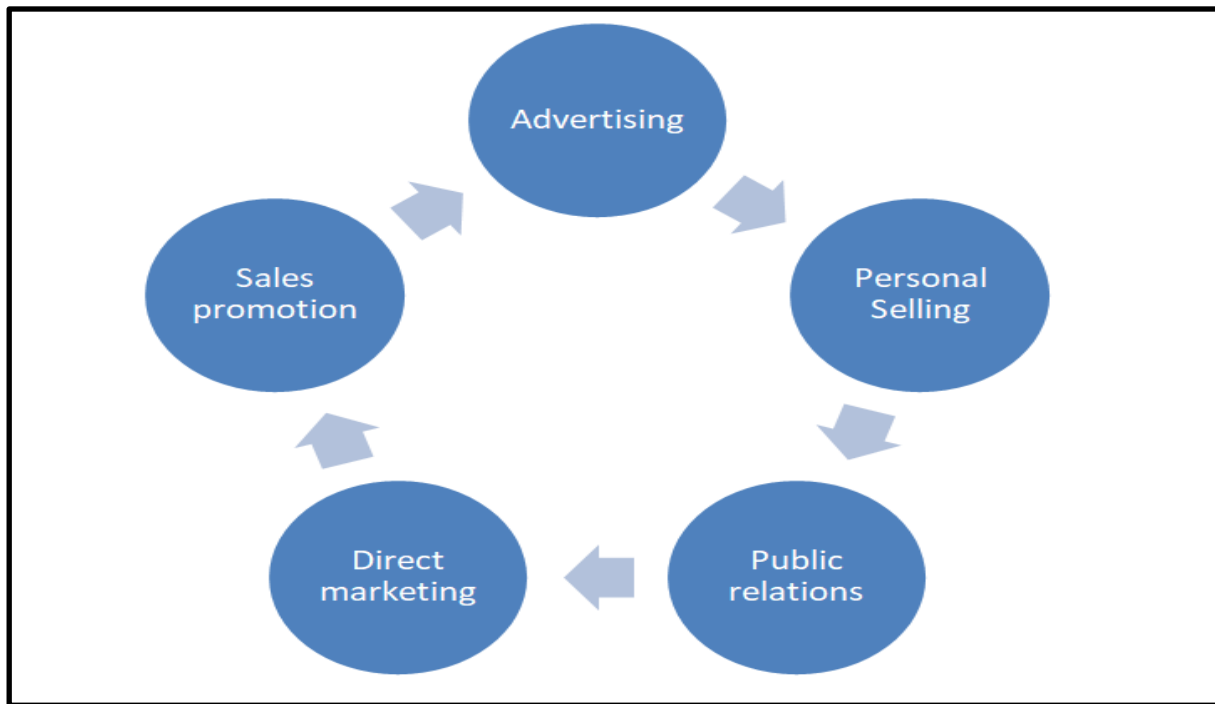 Advertising
Personal
Selling
Public
relations
Direct
marketing
Sales
promotion